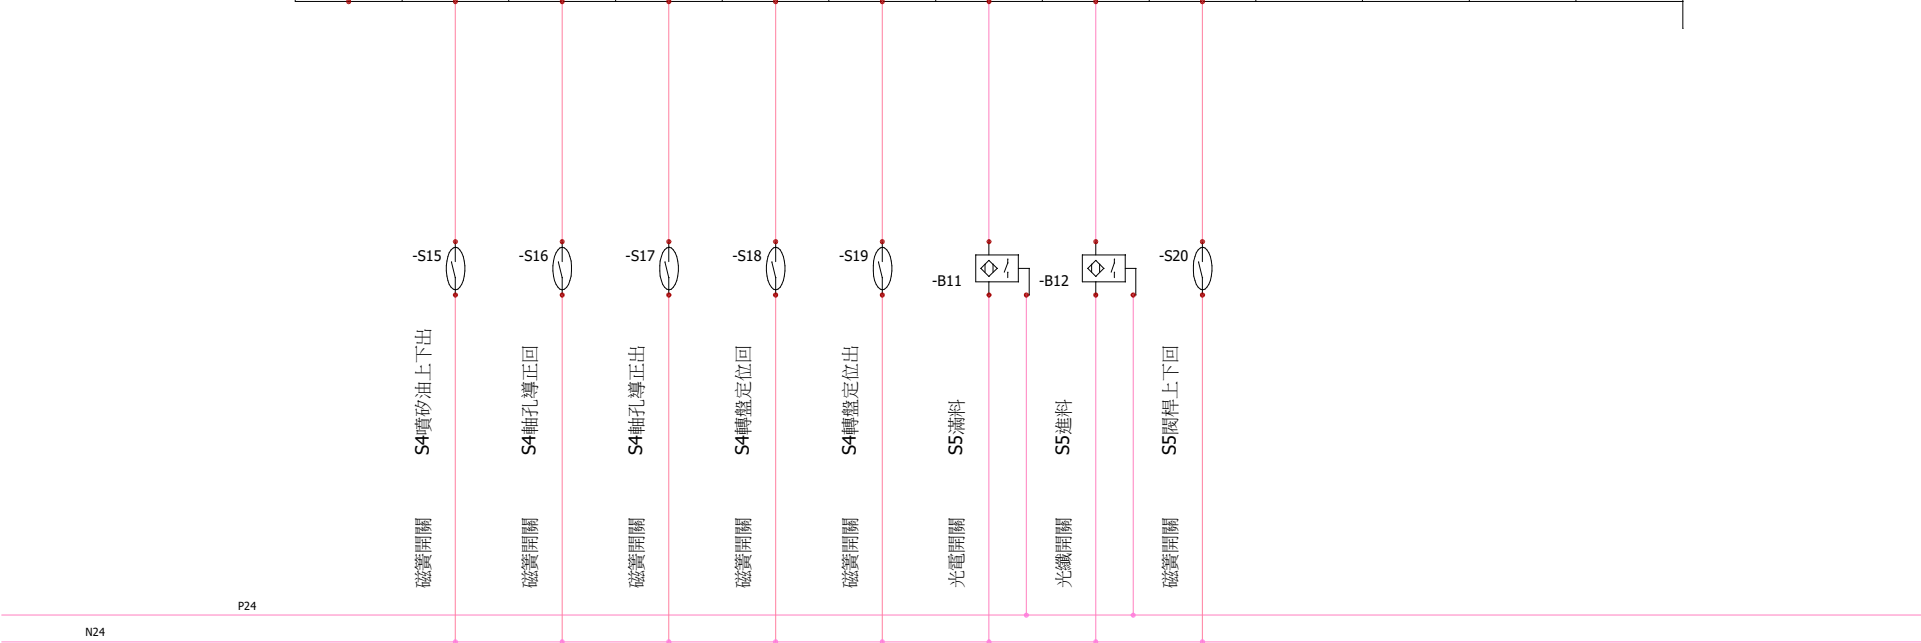 -S15
-S16
-S17
-S18
-S19
-B11
-B12
-S20
S4噴矽油上下出
S4軸孔導正回
S4軸孔導正出
S4轉盤定位回
S4轉盤定位出
S5滿料
S5進料
S5閥桿上下回
磁簧開關
磁簧開關
磁簧開關
磁簧開關
磁簧開關
光電開關
光纖開關
磁簧開關
P24
N24